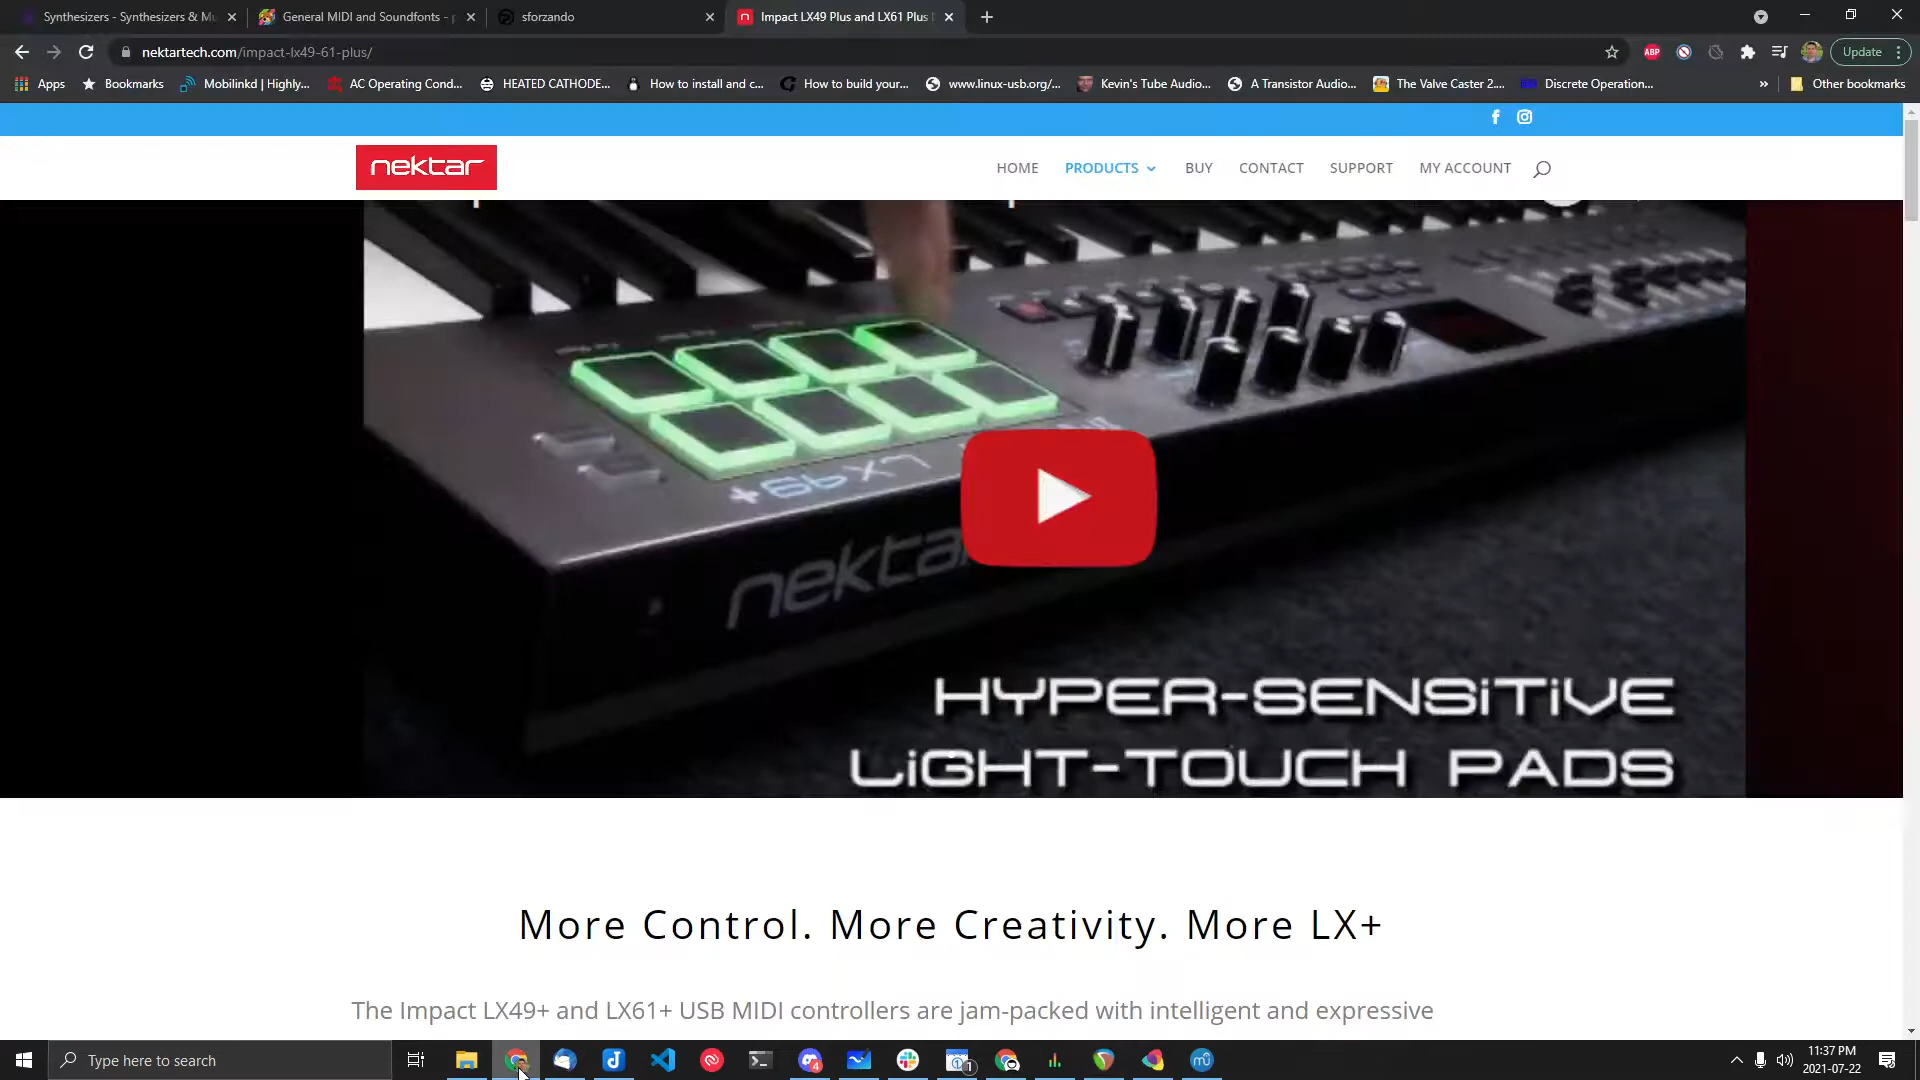 Synthesizers - Synthesizers & Mu
General MIDI and Soundfonts - p
sforzando
Impact LX49 Plus and LX61 Plus
nektartech.com/impact-lx49-61-plus/
ABP
Update
Apps
Bookmarks
Mobilinkd | Highly...
AC Operating Cond...
HEATED CATHODE...
How to install and c...
How to build your...
www.linux-usb.org/...
Kevin's Tube Audio...
A Transistor Audio...
The Valve Caster 2....
Discrete Operation...
»
Other bookmarks
nektar
HOME
PRODUCTS
BUY
CONTACT
SUPPORT
MY ACCOUNT
LX49+
nektar
HYPER-SENSiTiVE
LiGHT-TOUCH PADS
More Control. More Creativity. More LX+
The Impact LX49+ and LX61+ USB MIDI controllers are jam-packed with intelligent and expressive
Type here to search
4
1
11:37 PM
2021-07-22